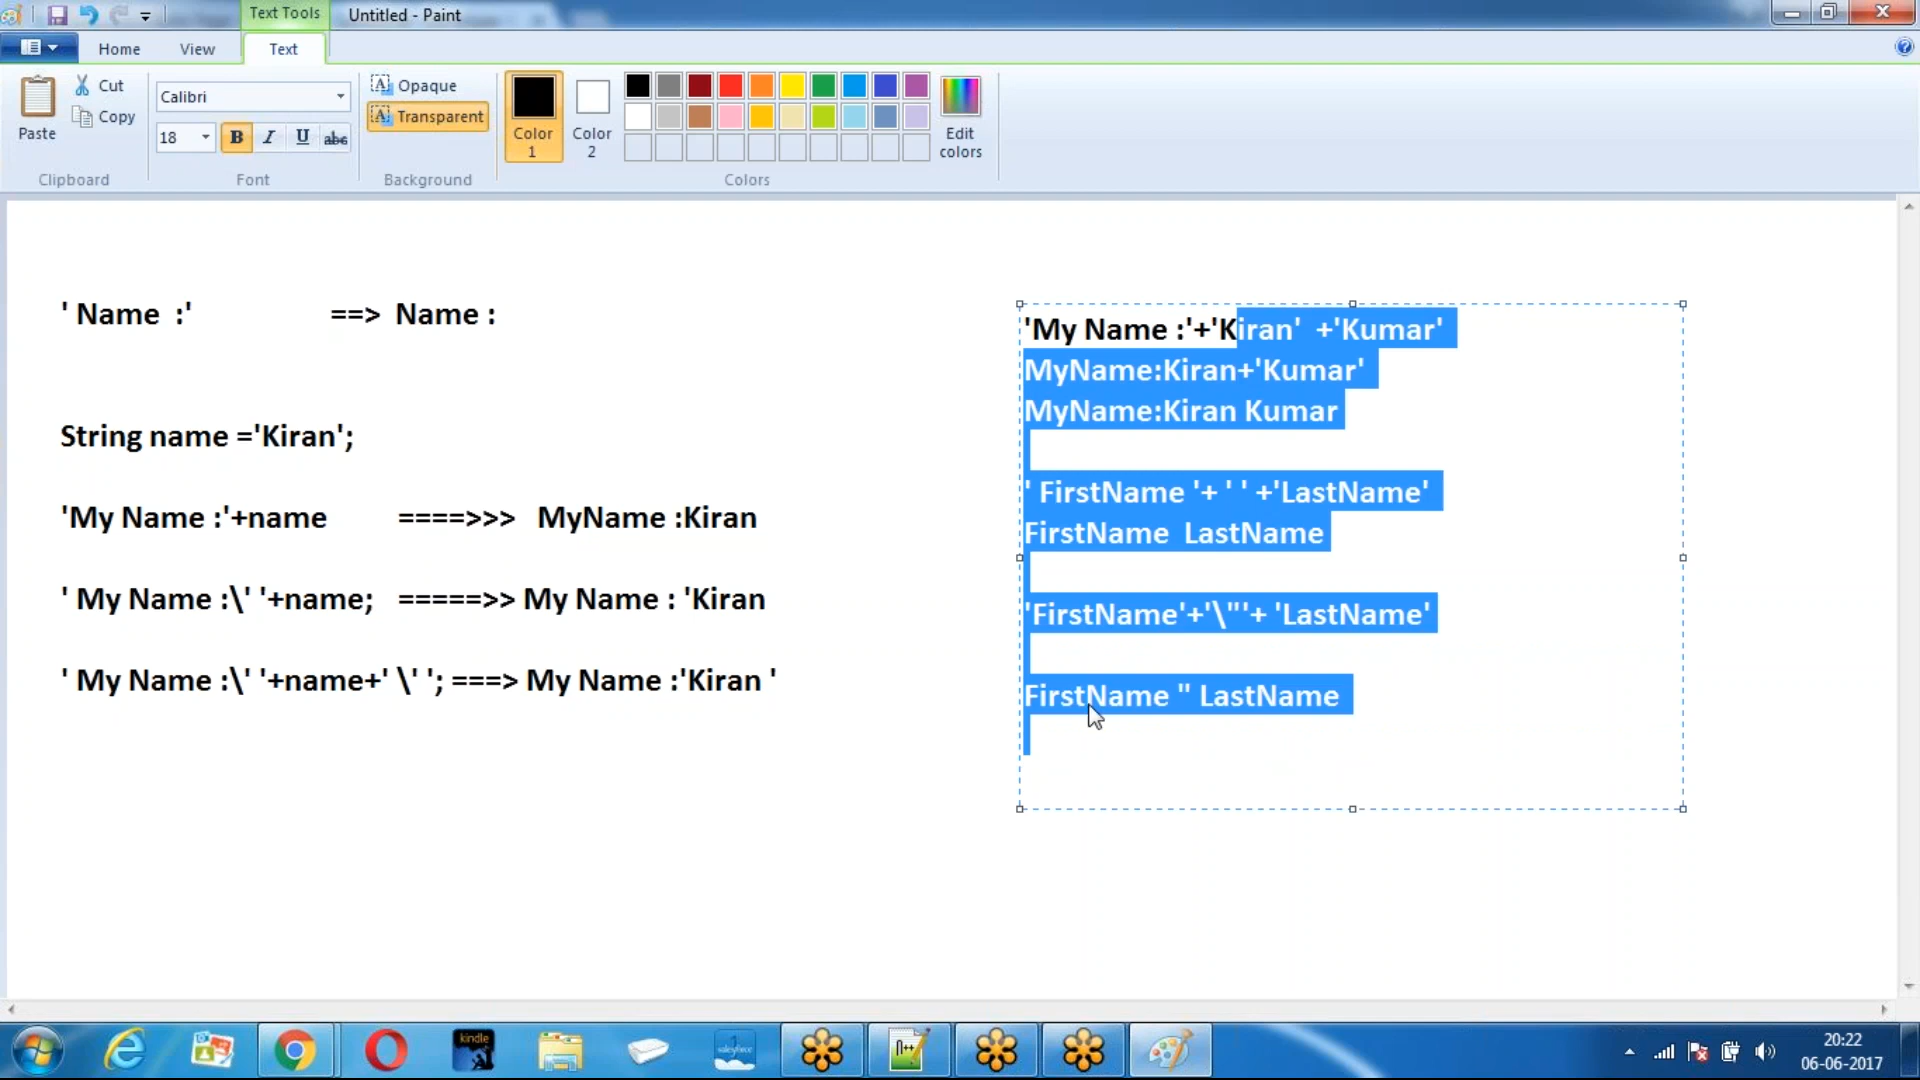 Text Tools
Untitled - Paint
Home
View
Text
Paste
Cut
Copy
Clipboard
Calibri
18
B
I
U
abc
Font
Opaque
Transparent
Background
Color
1
Color
2
Edit
colors
Colors
' Name  :'                  ==>  Name :
String name ='Kiran';
'My Name :'+name         ====>>>   MyName :Kiran
' My Name :\' '+name;   =====>> My Name : 'Kiran
' My Name :\' '+name+' \' '; ===> My Name :'Kiran '
'My Name :'+'Kiran'  +'Kumar'
MyName:Kiran+'Kumar'
MyName:Kiran Kumar
' FirstName '+ ' ' +'LastName'
FirstName  LastName
'FirstName'+'\"'+ 'LastName'
FirstName " LastName
kindle
salesforce
n++
20:22
06-06-2017